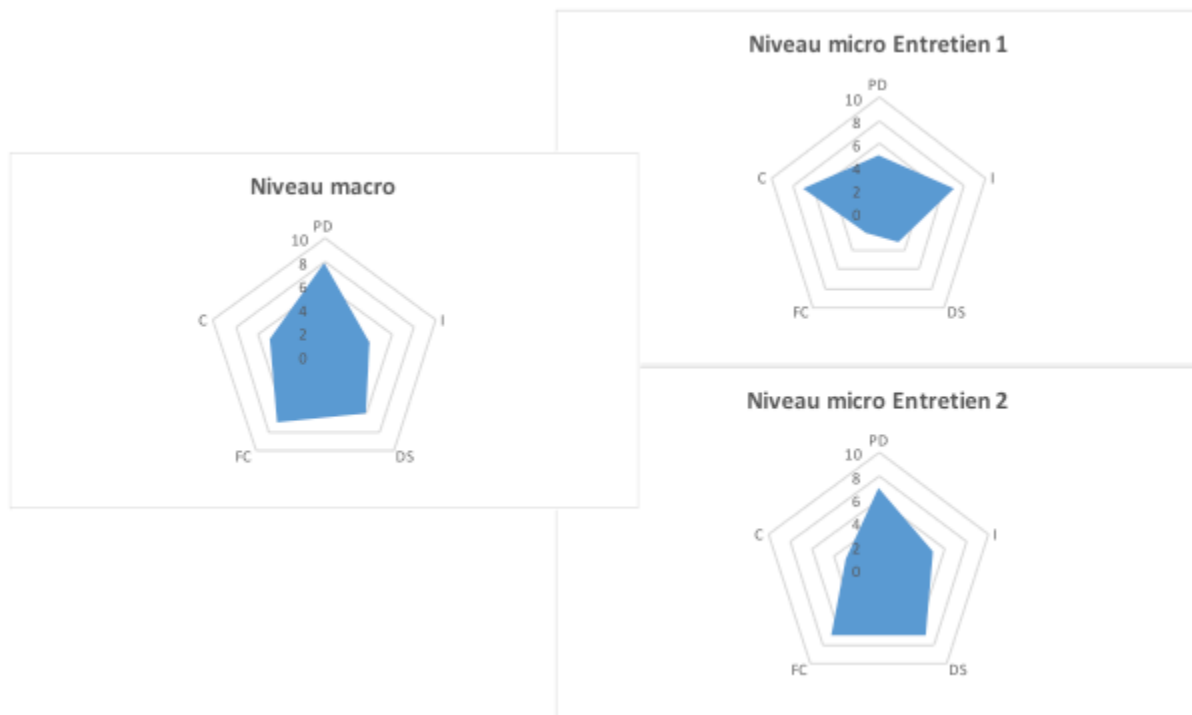 Niveau macro
PD
10
8
6
4
2
0
C
I
FC
DS
Niveau micro Entretien 1
PD
10
8
6
4
2
0
C
I
FC
DS
Niveau micro Entretien 2
PD
10
8
6
4
2
0
C
I
FC
DS